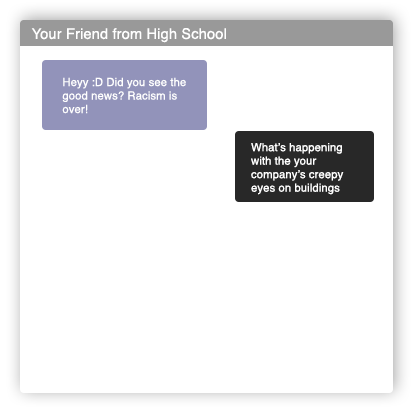 Your Friend from High School
Heyy :D Did you see the
good news? Racism is
over!
What's happening
with the your
company's creepy
eyes on buildings